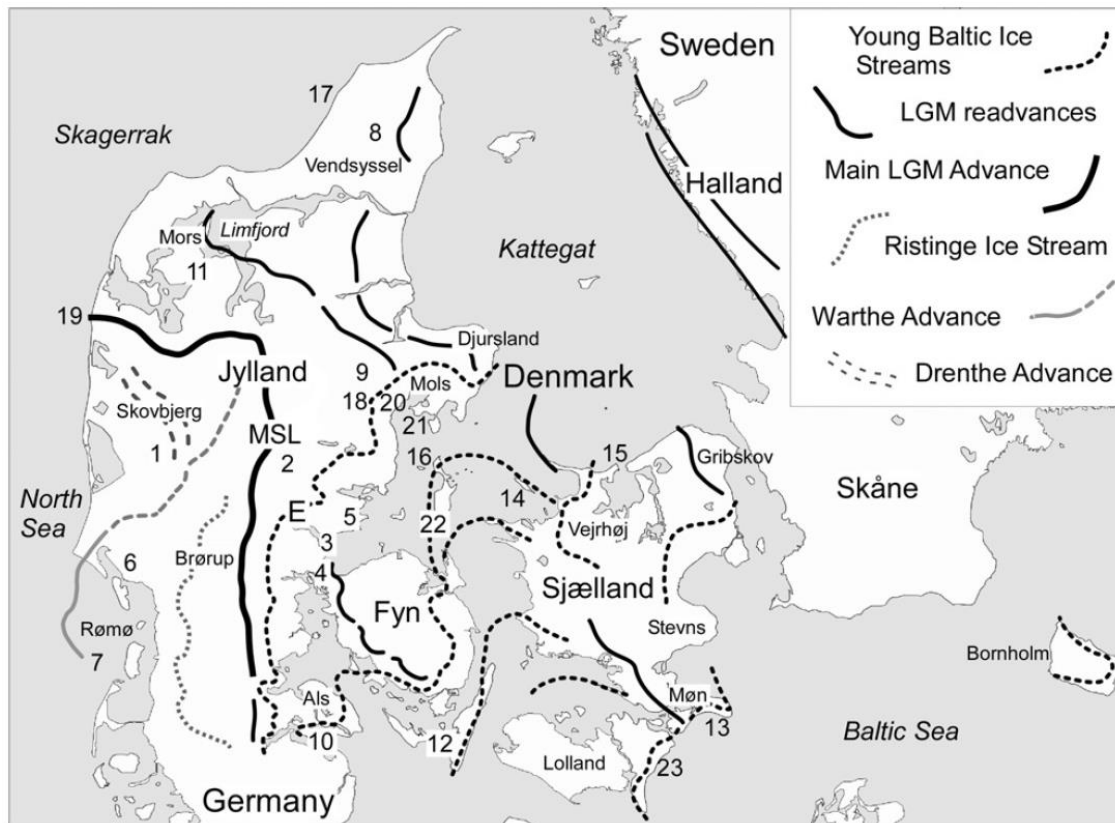 Sweden
Young Baltic Ice
Streams
17
Skagerrak
8
LGM readvances
Vendsyssel
Main LGM Advance
Halland
Mors
Limfjord
Kattegat
Ristinge Ice Stream
11
19
Warthe Advance
Djursland
Drenthe Advance
Jylland
9
Mols
Denmark
Skovbjerg
18
20
21
MSL
1
2
16
15
Gribskov
Skåne
North
Sea
14
E
5
22
Vejrhøj
3
6
Brørup
4
Sjælland
Fyn
Rømø
Stevns
7
Bornholm
Als
Møn
13
10
12
Baltic Sea
Lolland
23
Germany